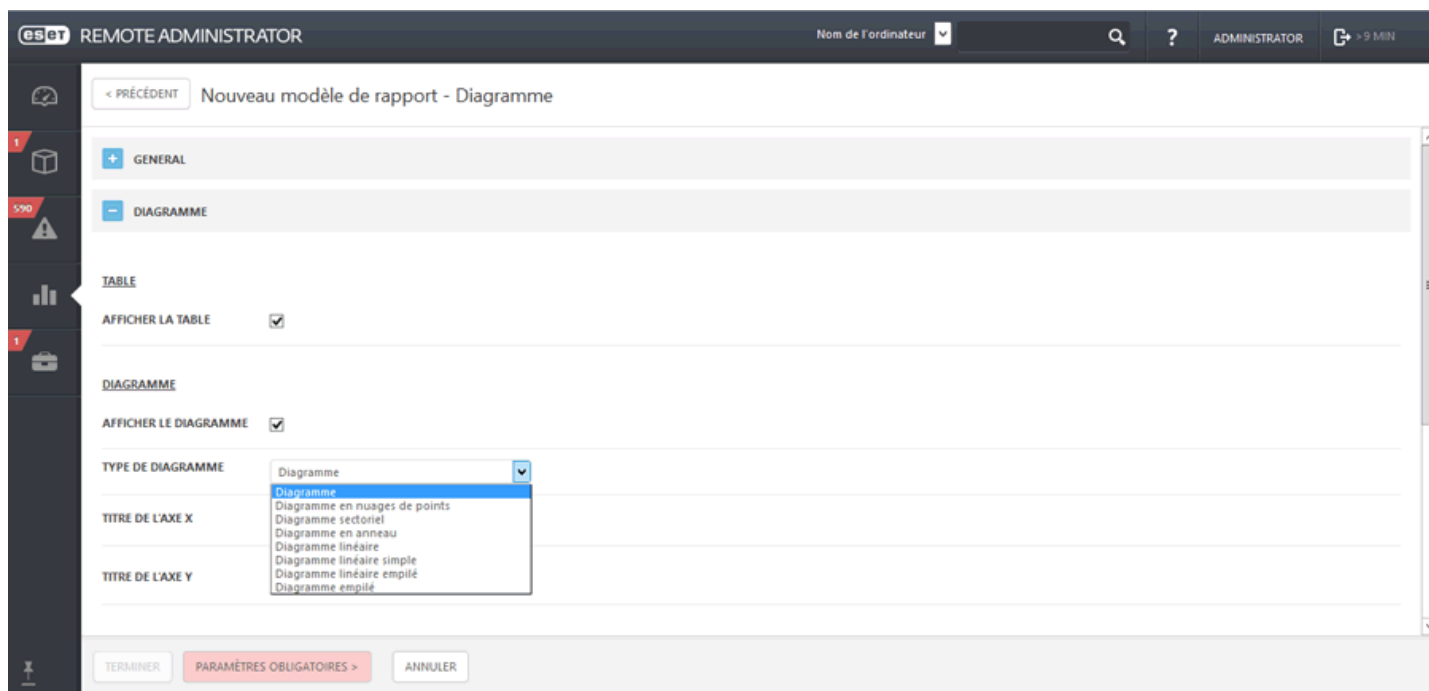 eset REMOTE ADMINISTRATOR
Nom de l'ordinateur
?
ADMINISTRATOR
>9 MIN
< PRÉCÉDENT
Nouveau modèle de rapport - Diagramme
1
590
1
+ GENERAL
− DIAGRAMME
TABLE
AFFICHER LA TABLE
DIAGRAMME
AFFICHER LE DIAGRAMME
TYPE DE DIAGRAMME
Diagramme
Diagramme
Diagramme en nuages de points
Diagramme sectoriel
Diagramme en anneau
Diagramme linéaire
Diagramme linéaire simple
Diagramme linéaire empilé
Diagramme empilé
TITRE DE L'AXE X
TITRE DE L'AXE Y
TERMINER
PARAMÈTRES OBLIGATOIRES >
ANNULER